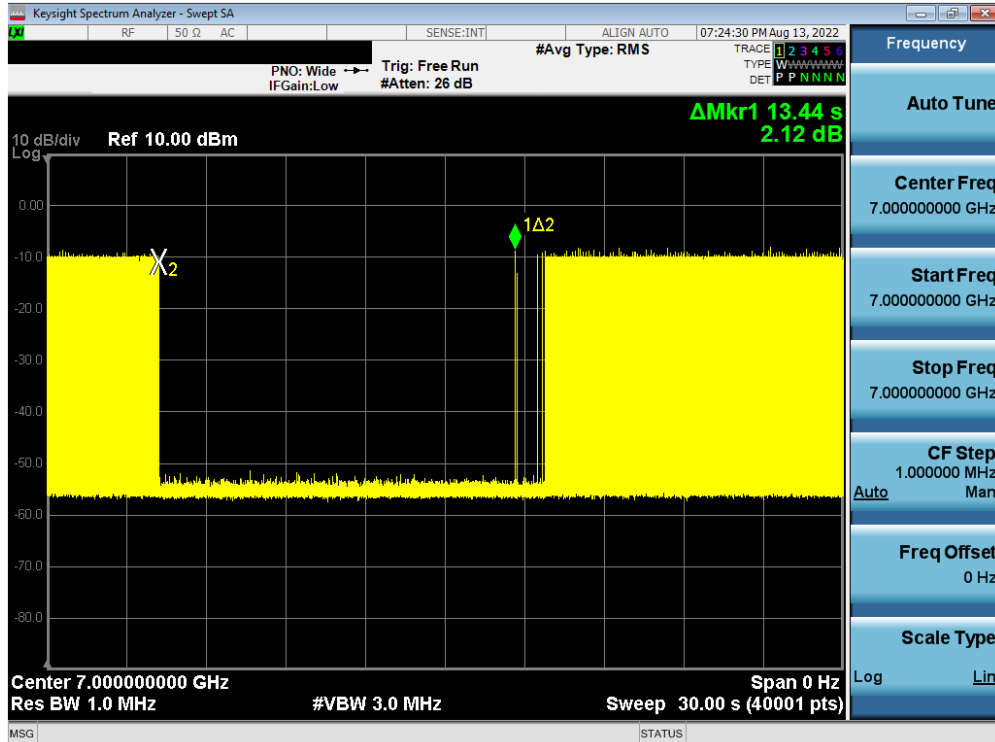 Keysight Spectrum Analyzer - Swept SA
LXI RF 50 Ω AC SENSE:INT ALIGN AUTO 07:24:30 PM Aug 13, 2022
Frequency
#Avg Type: RMS
TRACE 1 2 3 4 5 6
PNO: Wide Trig: Free Run
TYPE WWWWWWW
IFGain:Low #Atten: 26 dB
DET P P N N N N
Auto Tune
ΔMkr1 13.44 s
2.12 dB
10 dB/div Ref 10.00 dBm
Log
Center Freq
7.000000000 GHz
0.00
1Δ2
-10.0
2
Start Freq
7.000000000 GHz
-20.0
-30.0
Stop Freq
7.000000000 GHz
-40.0
-50.0
CF Step
1.000000 MHz
Auto Man
-60.0
Freq Offset
0 Hz
-70.0
-80.0
Scale Type
Log Lin
Center 7.000000000 GHz Span 0 Hz
Res BW 1.0 MHz #VBW 3.0 MHz Sweep 30.00 s (40001 pts)
MSG STATUS